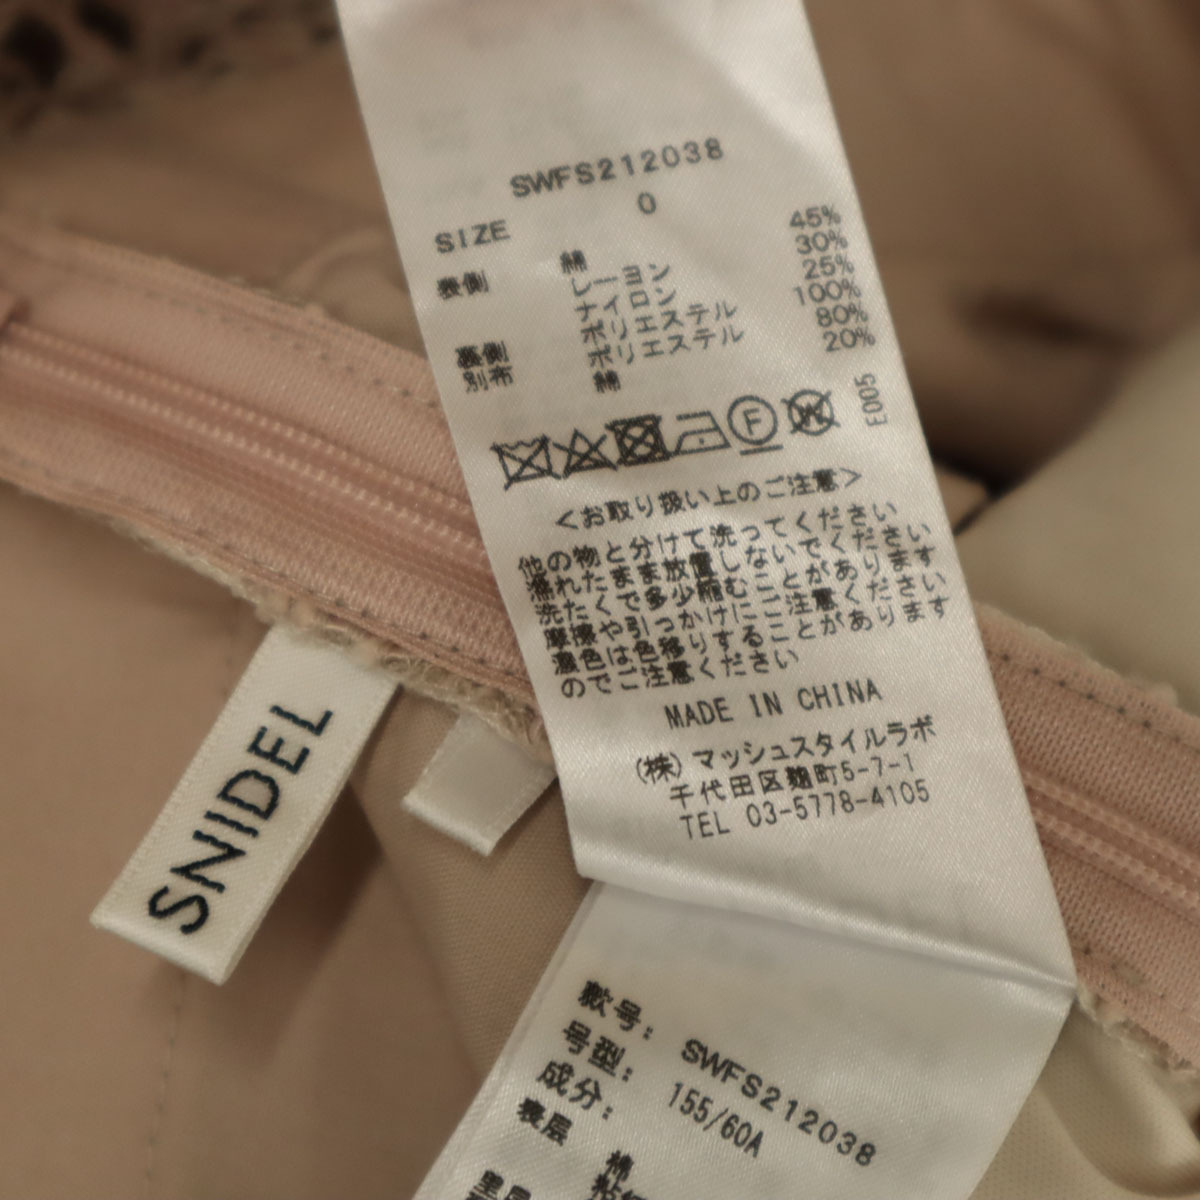 SWFS212038
SIZE 0
表側 綿 45%
レーヨン 30%
ナイロン 25%
裏側 ポリエステル 100%
別布 ポリエステル 80%
綿 20%
F W
E005
<お取り扱い上のご注意>
他の物と分けて洗ってください
濡れたまま放置しないでください
洗たくで多少縮むことがあります
摩擦や引っかけにご注意ください
濃色は色移りすることがあります
のでご注意ください
MADE IN CHINA
(株)マッシュスタイルラボ
千代田区麹町5-7-1
TEL 03-5778-4105
SNIDEL
款号: SWFS212038
号型: 155/60A
成分:
表层 棉